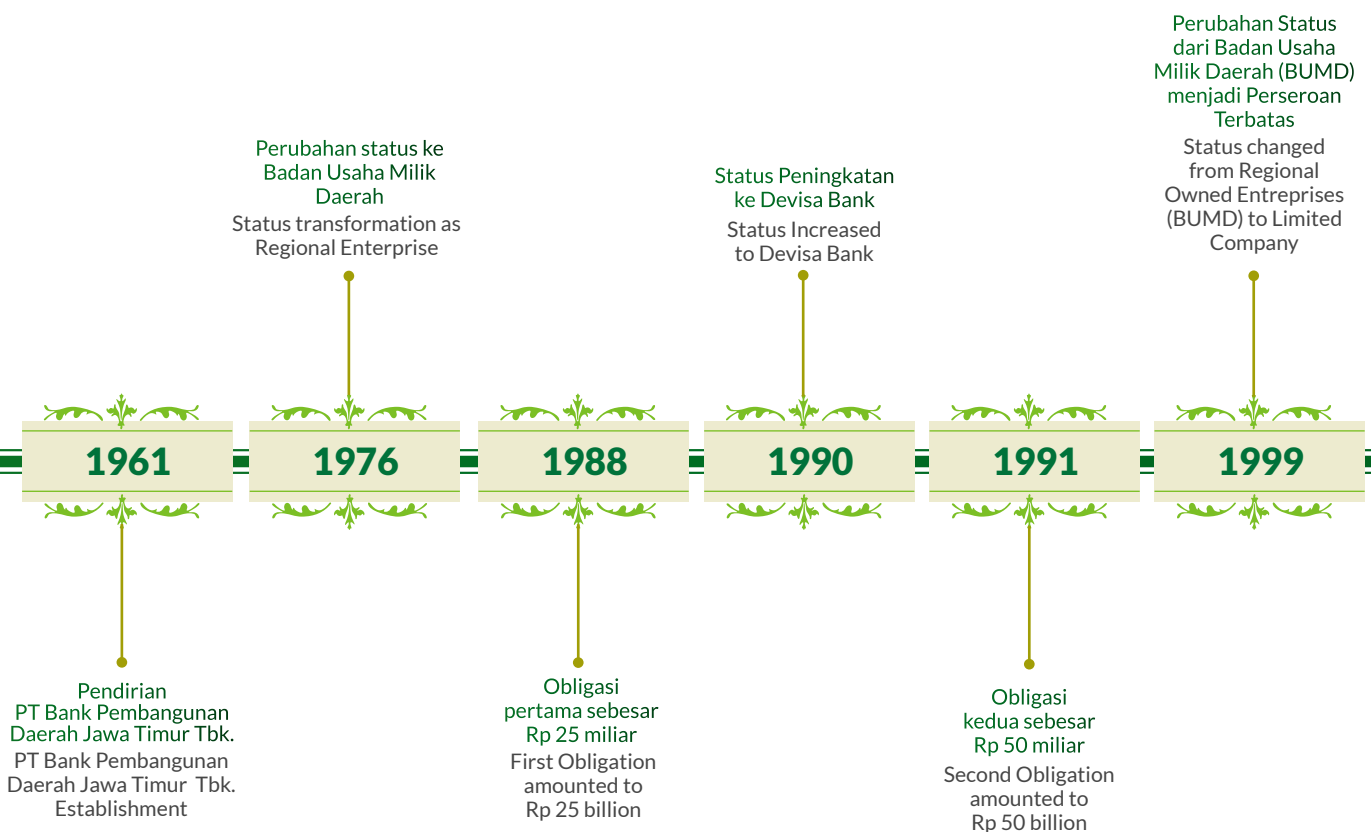 Perubahan Status
dari Badan Usaha
Milik Daerah (BUMD)
menjadi Perseroan
Terbatas
Status changed
from Regional
Owned Entreprises
(BUMD) to Limited
Company
Perubahan status ke
Badan Usaha Milik
Daerah
Status transformation as
Regional Enterprise
Status Peningkatan
ke Devisa Bank
Status Increased
to Devisa Bank
1961
1976
1988
1990
1991
1999
Pendirian
PT Bank Pembangunan
Daerah Jawa Timur Tbk.
PT Bank Pembangunan
Daerah Jawa Timur Tbk.
Establishment
Obligasi
pertama sebesar
Rp 25 miliar
First Obligation
amounted to
Rp 25 billion
Obligasi
kedua sebesar
Rp 50 miliar
Second Obligation
amounted to
Rp 50 billion